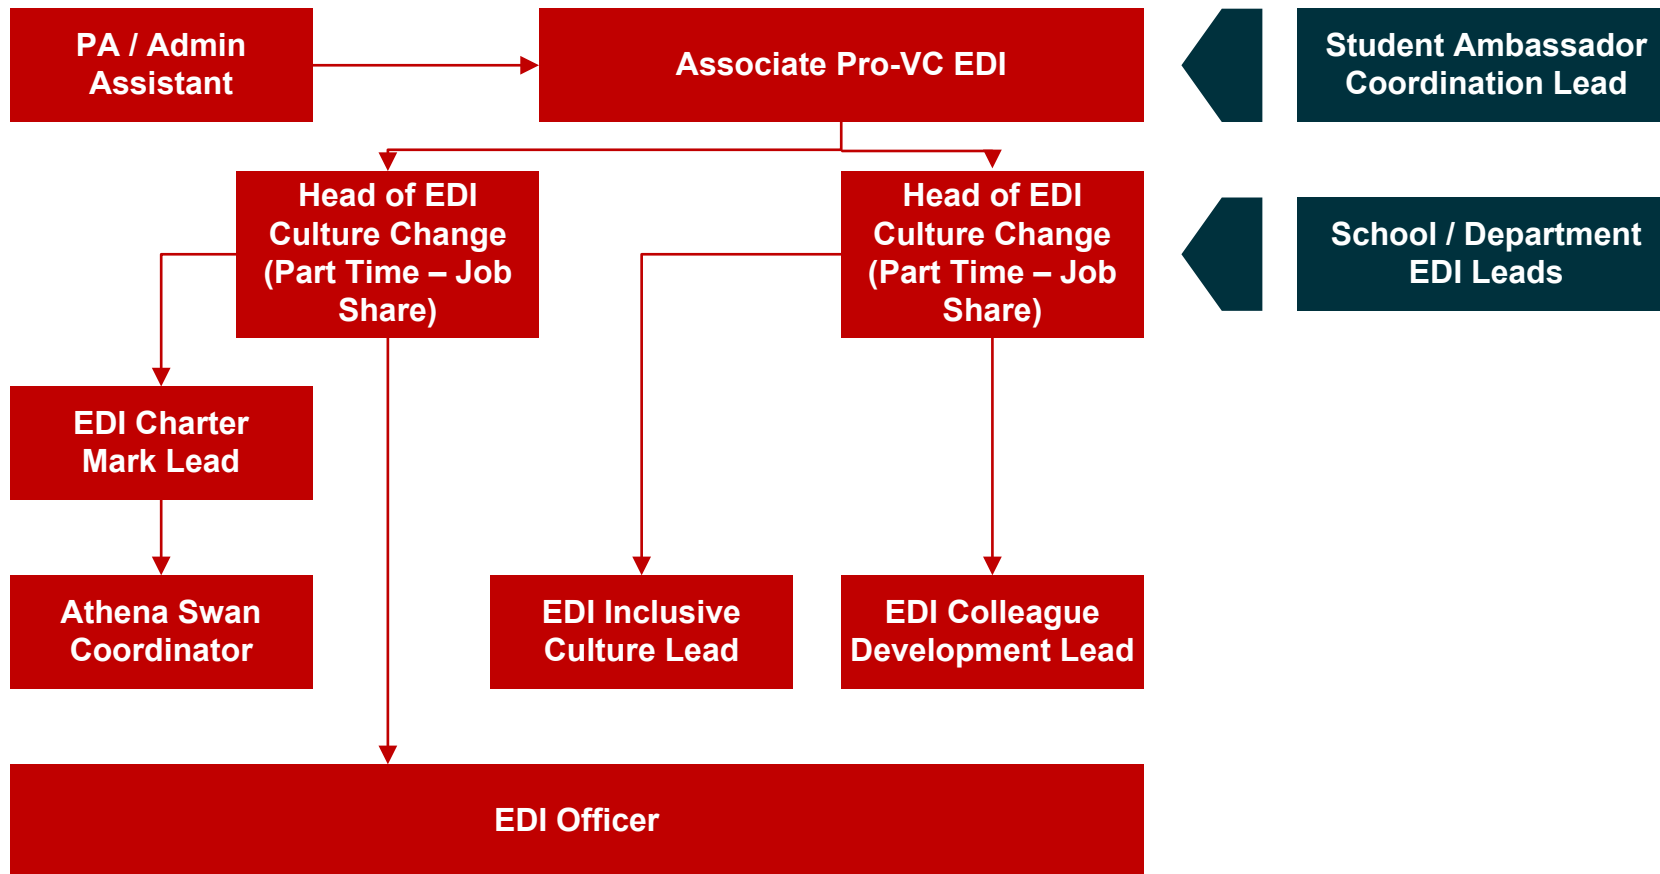 PA / Admin
Assistant
Associate Pro-VC EDI
Student Ambassador
Coordination Lead
Head of EDI
Culture Change
(Part Time – Job
Share)
Head of EDI
Culture Change
(Part Time – Job
Share)
School / Department
EDI Leads
EDI Charter
Mark Lead
Athena Swan
Coordinator
EDI Inclusive
Culture Lead
EDI Colleague
Development Lead
EDI Officer